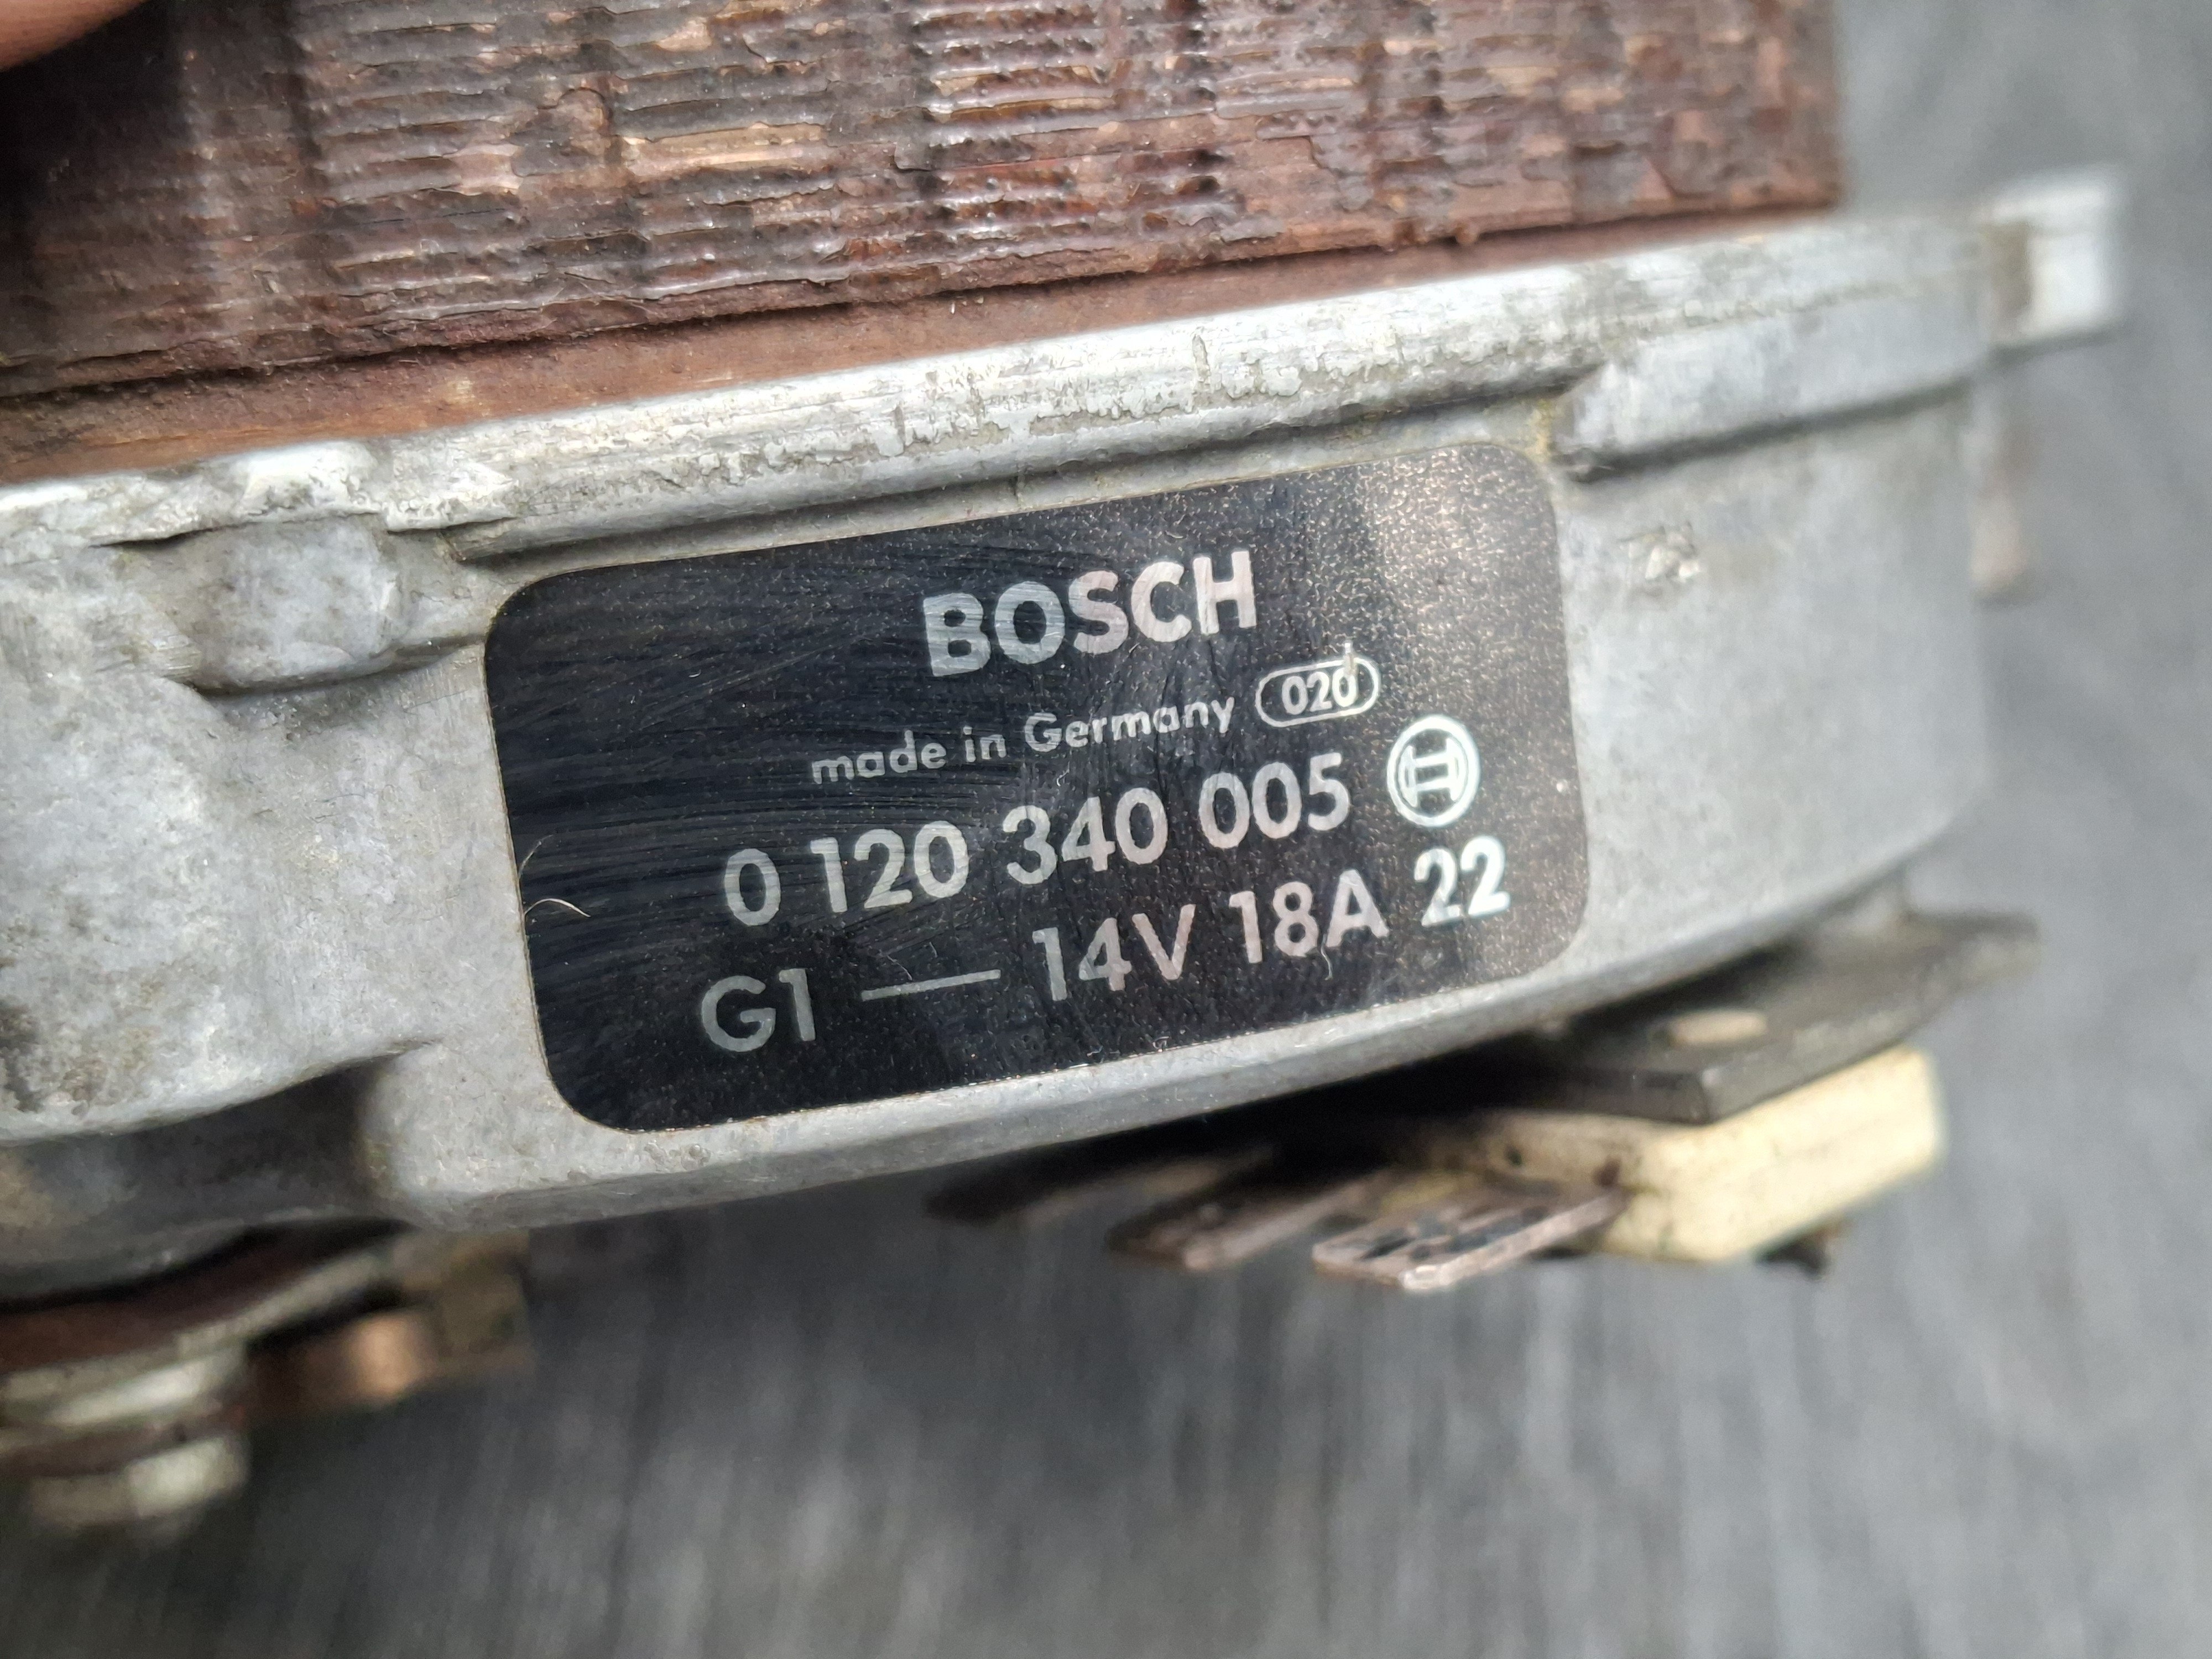 BOSCH
made in Germany 020
0 120 340 005
G1 — 14V 18A 22